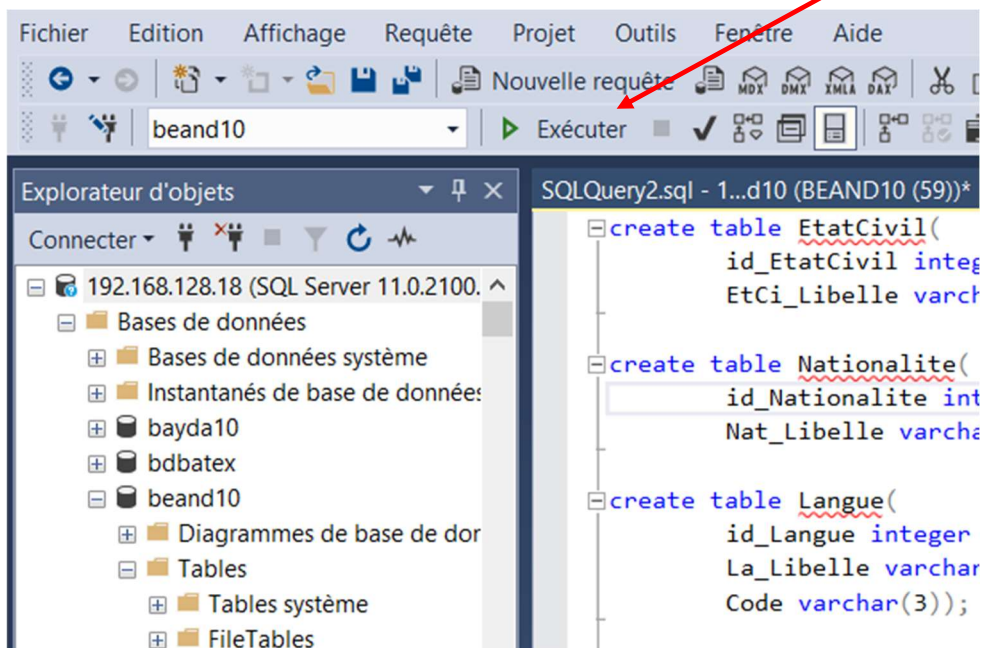 Fichier Edition Affichage Requête Projet Outils Fenêtre Aide
Nouvelle requête MDX DMX XMLA DAX
beand10 Exécuter
Explorateur d'objets
Connecter
192.168.128.18 (SQL Server 11.0.2100.
Bases de données
Bases de données système
Instantanés de base de données
bayda10
bdbatex
beand10
Diagrammes de base de dor
Tables
Tables système
FileTables
SQLQuery2.sql - 1...d10 (BEAND10 (59))*
create table EtatCivil(
id_EtatCivil integ
EtCi_Libelle varch
create table Nationalite(
id_Nationalite int
Nat_Libelle varcha
create table Langue(
id_Langue integer
La_Libelle varchar
Code varchar(3));